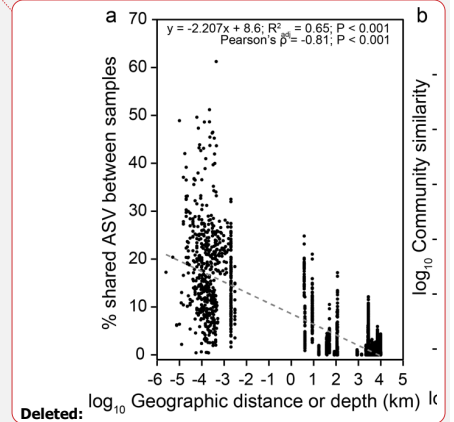 a
b
y = -2.207x + 8.6; R²adj. = 0.65; P < 0.001
Pearson's ρ = -0.81; P < 0.001
% shared ASV between samples
70
60
50
40
30
20
10
0
-6 -5 -4 -3 -2 -1 0 1 2 3 4 5
log10 Geographic distance or depth (km)
log10 Community similarity
Deleted: